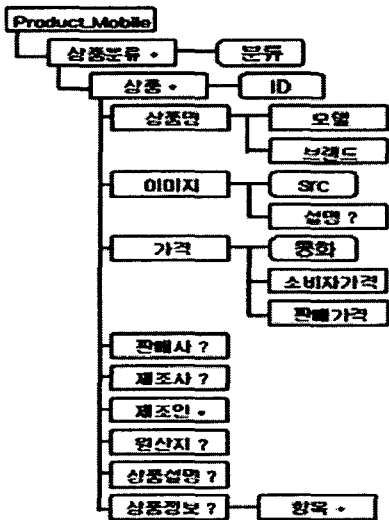 Product_Mobile
상품분류 * 분류
상품 * ID
상품명 모델
브랜드
이미지 src
설명 ?
가격 통화
소비자가격
판매가격
판매사 ?
제조사 ?
제조인 *
원산지 ?
상품설명 ?
상품정보 ? 항목 *